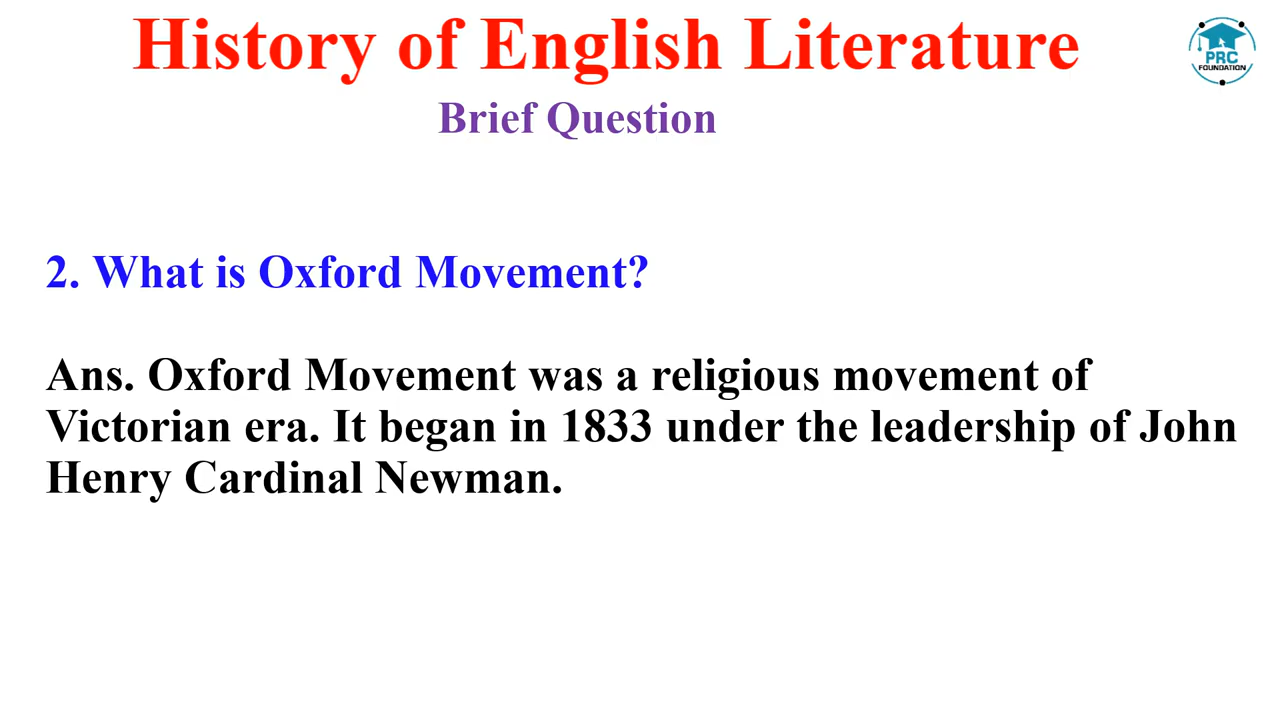 History of English Literature
PRC
FOUNDATION
Brief Question
2. What is Oxford Movement?
Ans. Oxford Movement was a religious movement of
Victorian era. It began in 1833 under the leadership of John
Henry Cardinal Newman.